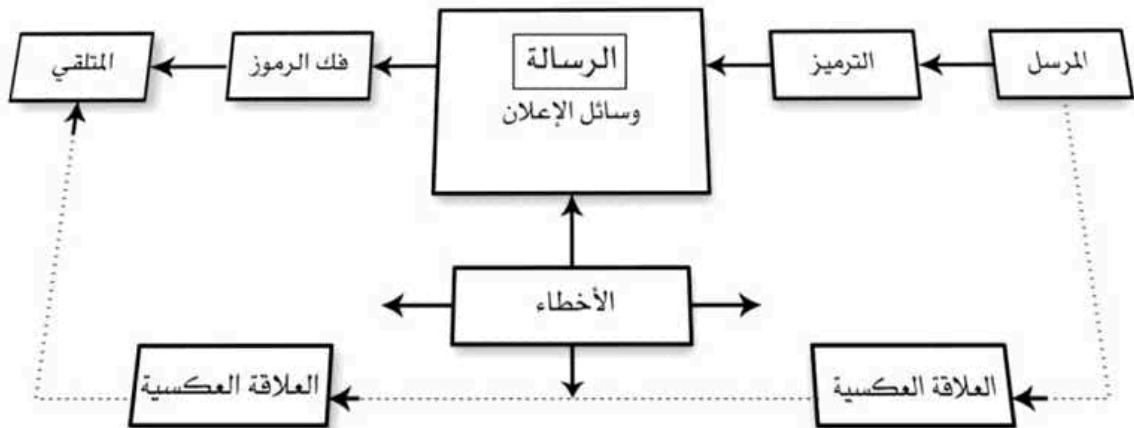 المرسل
الترميز
الرسالة
وسائل الإعلان
فك الرموز
المتلقي
الأخطاء
العلاقة العكسية
العلاقة العكسية